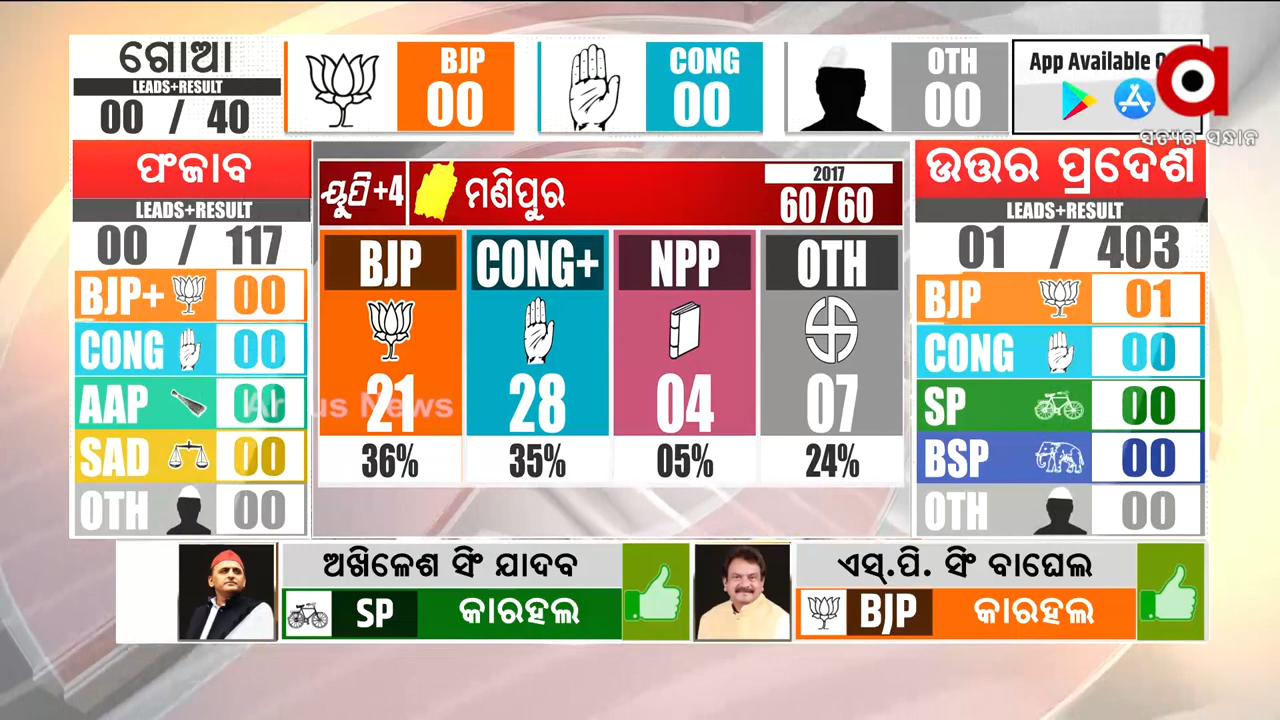 ଗୋଆ
LEADS+RESULT
00 / 40
BJP
00
CONG
00
OTH
00
App Available O
ସତ୍ୟର ସନ୍ଧାନ
ପଂଜାବ
LEADS+RESULT
00 / 117
BJP+ 00
CONG 00
AAP 00
SAD 00
OTH 00
ୟୁପି +4
ମଣିପୁର
2017
60/60
BJP CONG+ NPP OTH
21 28 04 07
36% 35% 05% 24%
Argus News
ଉତ୍ତର ପ୍ରଦେଶ
LEADS+RESULT
01 / 403
BJP 01
CONG 00
SP 00
BSP 00
OTH 00
ଅଖିଳେଶ ସିଂ ଯାଦବ
SP କାରହଲ
ଏସ୍.ପି. ସିଂ ବାଘେଲ
BJP କାରହଲ